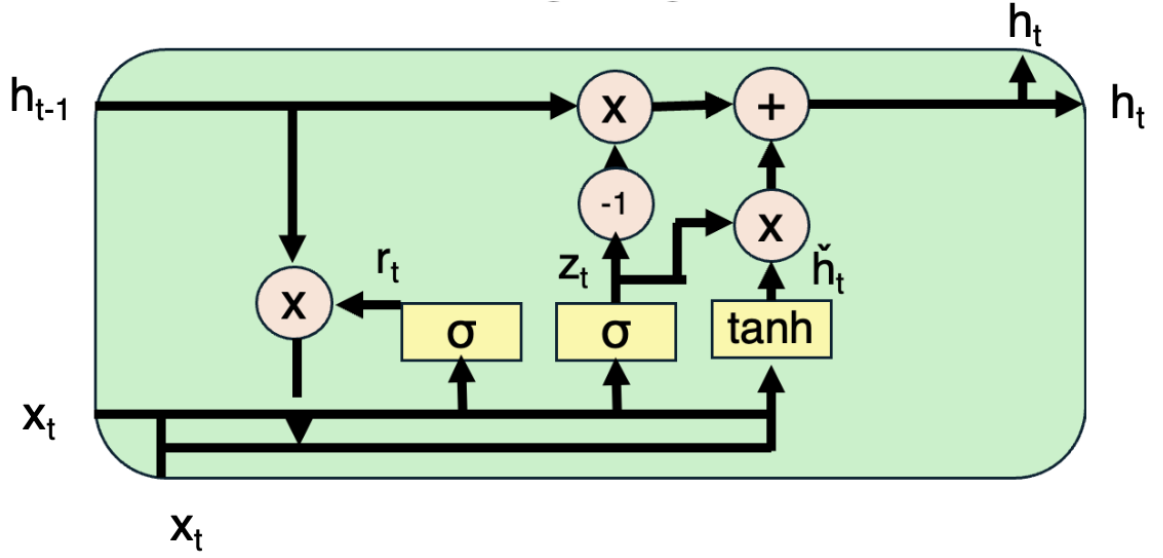 h_t
h_{t-1}
x
+
h_t
-1
x
r_t
z_t
ȟ_t
x
σ
σ
tanh
x_t
x_t